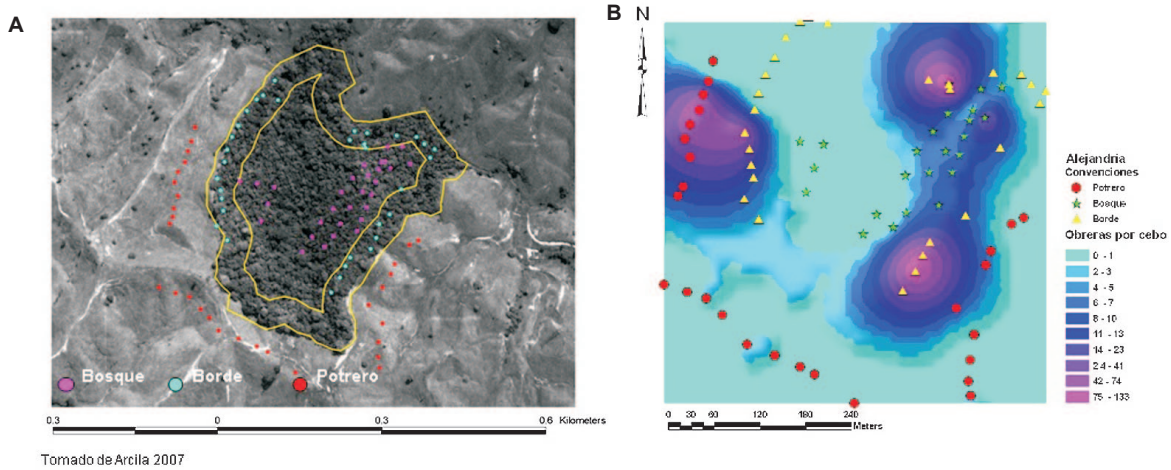 A
Bosque
Borde
Potrero
0.3
0
0.3
0.6
Kilometers
Tomado de Arcila 2007
B
N
Alejandría
Convenciones
Potrero
Bosque
Borde
Obreras por cebo
0 - 1
2 - 3
4 - 5
6 - 7
8 - 10
11 - 13
14 - 23
24 - 41
42 - 74
75 - 133
0 30 60 120 180 240
Meters